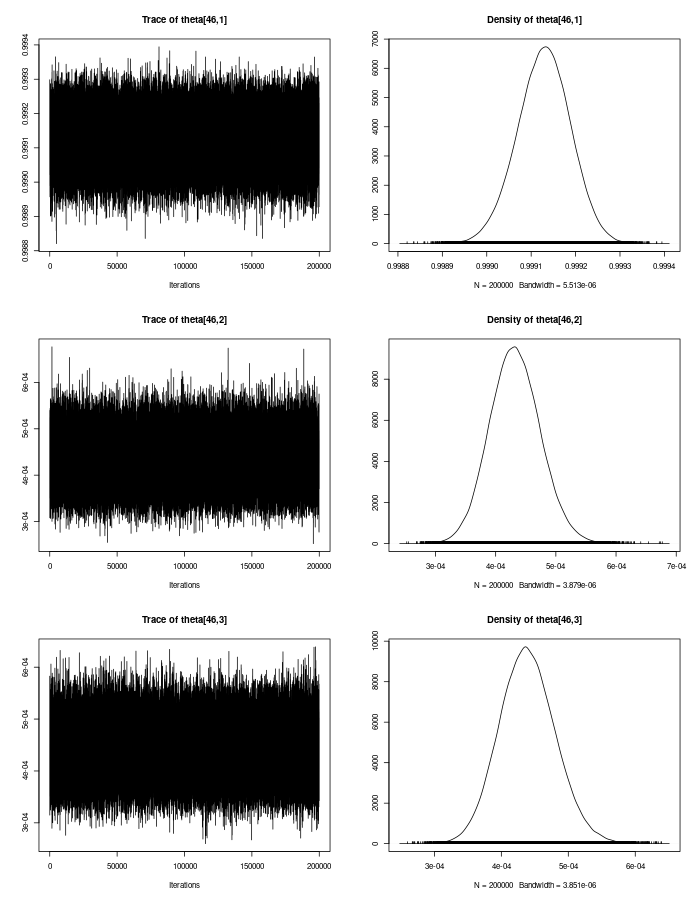 Trace of theta[46,1]
0.9988 0.9989 0.9990 0.9991 0.9992 0.9993 0.9994
0 50000 100000 150000 200000
Iterations
Density of theta[46,1]
0 1000 2000 3000 4000 5000 6000 7000
0.9988 0.9989 0.9990 0.9991 0.9992 0.9993 0.9994
N = 200000 Bandwidth = 5.513e-06
Trace of theta[46,2]
3e-04 4e-04 5e-04 6e-04
0 50000 100000 150000 200000
Iterations
Density of theta[46,2]
0 2000 4000 6000 8000
3e-04 4e-04 5e-04 6e-04 7e-04
N = 200000 Bandwidth = 3.879e-06
Trace of theta[46,3]
3e-04 4e-04 5e-04 6e-04
0 50000 100000 150000 200000
Iterations
Density of theta[46,3]
0 2000 4000 6000 8000 10000
3e-04 4e-04 5e-04 6e-04
N = 200000 Bandwidth = 3.851e-06